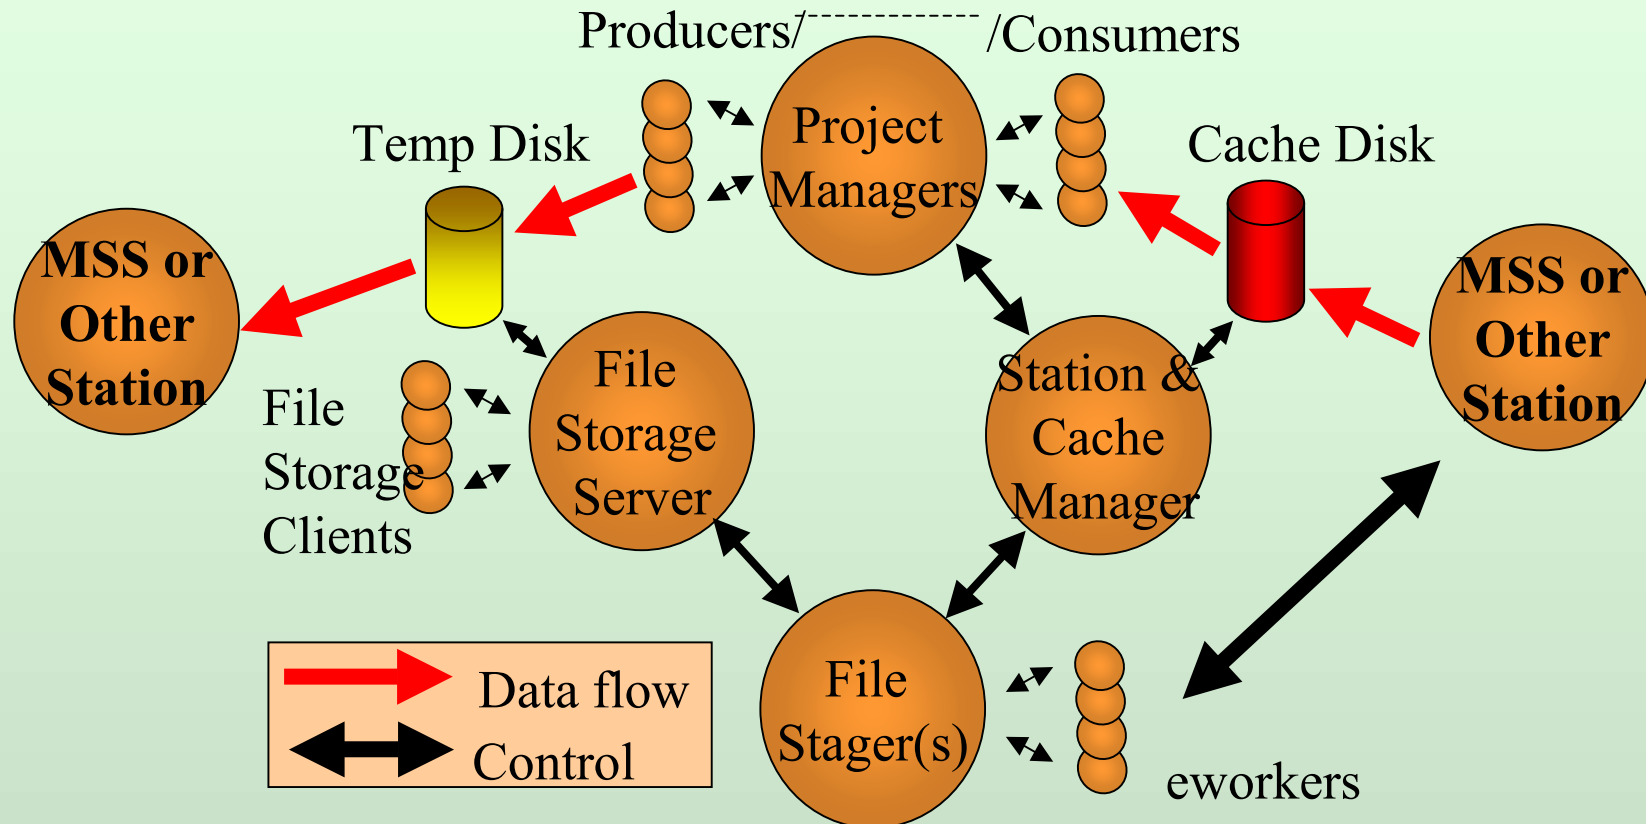 Producers/
/Consumers
Project
Managers
Temp Disk
Cache Disk
MSS or
Other
Station
MSS or
Other
Station
File
Storage
Clients
File
Storage
Server
Station &
Cache
Manager
File
Stager(s)
eworkers
Data flow
Control